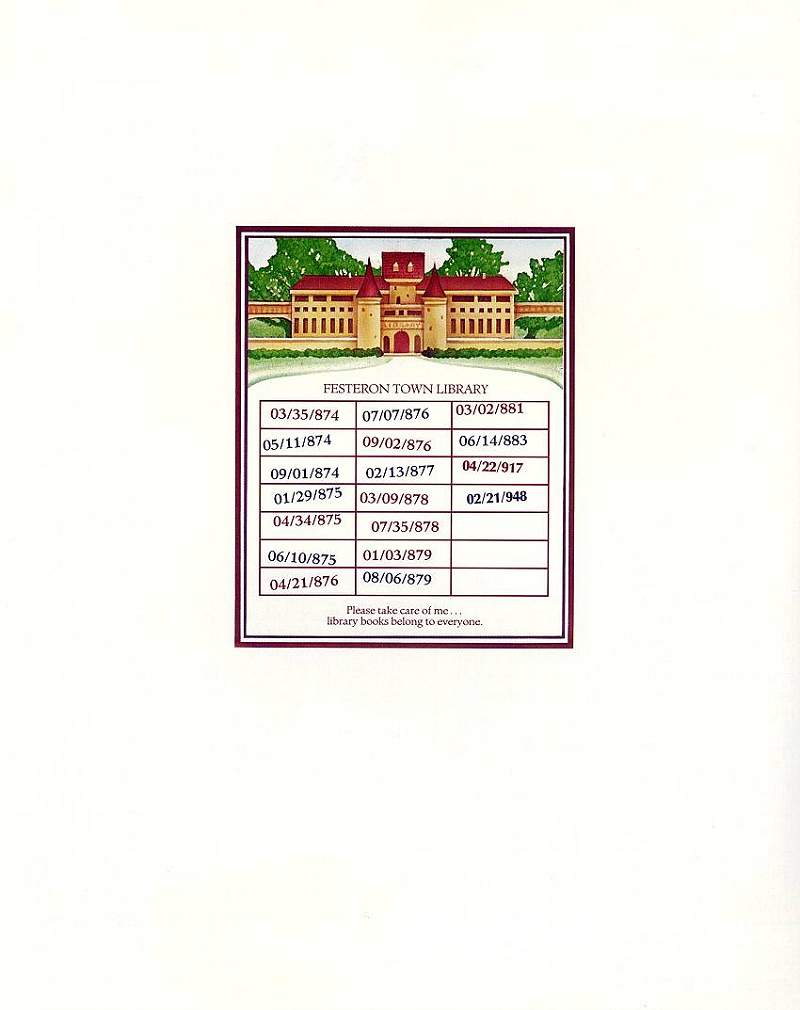 LIBRARY
FESTERON TOWN LIBRARY
03/35/874 07/07/876 03/02/881
05/11/874 09/02/876 06/14/883
09/01/874 02/13/877 04/22/917
01/29/875 03/09/878 02/21/948
04/34/875 07/35/878
06/10/875 01/03/879
04/21/876 08/06/879
Please take care of me...
library books belong to everyone.